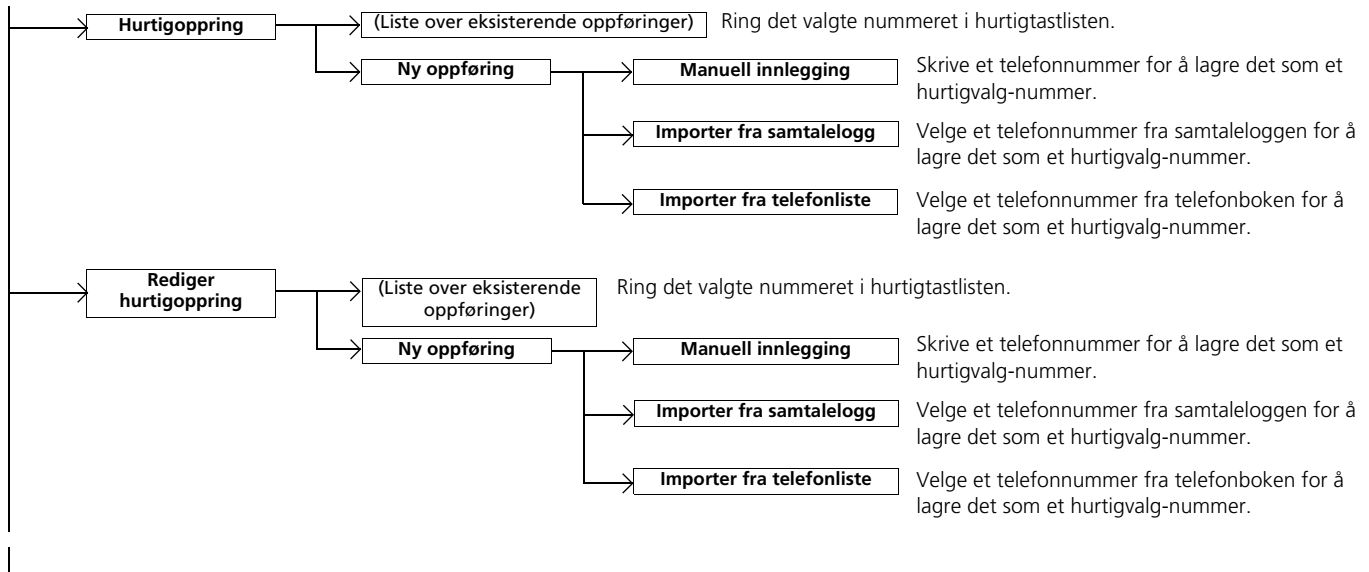 Hurtigoppring
(Liste over eksisterende oppføringer)
Ring det valgte nummeret i hurtigtastlisten.
Ny oppføring
Manuell innlegging
Skrive et telefonnummer for å lagre det som et
hurtigvalg-nummer.
Importer fra samtalelogg
Velge et telefonnummer fra samtaleloggen for å
lagre det som et hurtigvalg-nummer.
Importer fra telefonliste
Velge et telefonnummer fra telefonboken for å
lagre det som et hurtigvalg-nummer.
Rediger
hurtigoppring
(Liste over eksisterende
oppføringer)
Ring det valgte nummeret i hurtigtastlisten.
Ny oppføring
Manuell innlegging
Skrive et telefonnummer for å lagre det som et
hurtigvalg-nummer.
Importer fra samtalelogg
Velge et telefonnummer fra samtaleloggen for å
lagre det som et hurtigvalg-nummer.
Importer fra telefonliste
Velge et telefonnummer fra telefonboken for å
lagre det som et hurtigvalg-nummer.